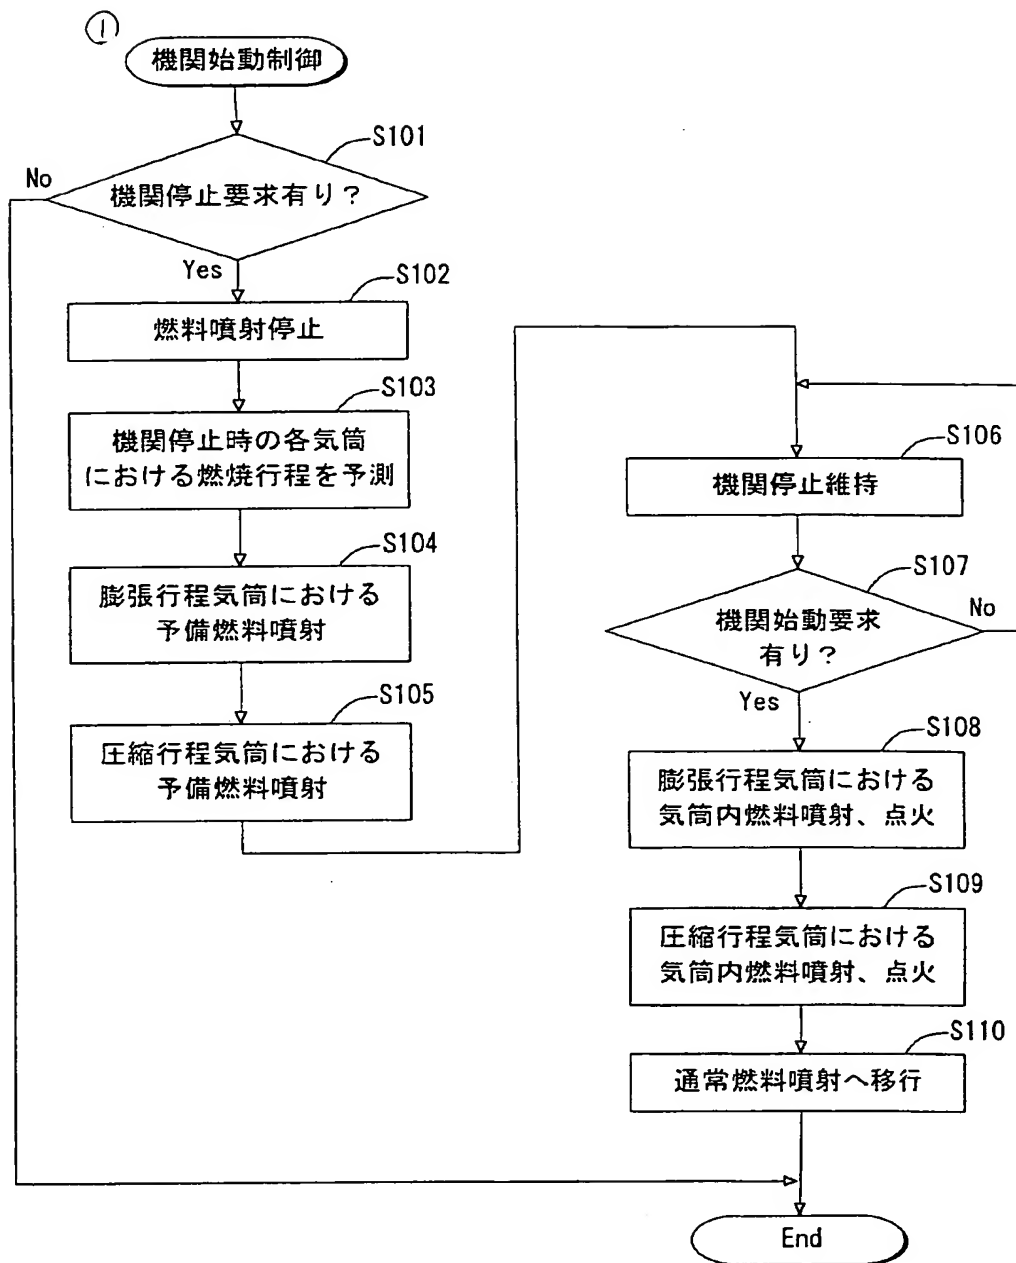 ①
機関始動制御
S101
機関停止要求有り？
No
Yes
S102
燃料噴射停止
S103
機関停止時の各気筒
における燃焼行程を予測
S104
膨張行程気筒における
予備燃料噴射
S105
圧縮行程気筒における
予備燃料噴射
S106
機関停止維持
S107
機関始動要求
有り？
No
Yes
S108
膨張行程気筒における
気筒内燃料噴射、点火
S109
圧縮行程気筒における
気筒内燃料噴射、点火
S110
通常燃料噴射へ移行
End